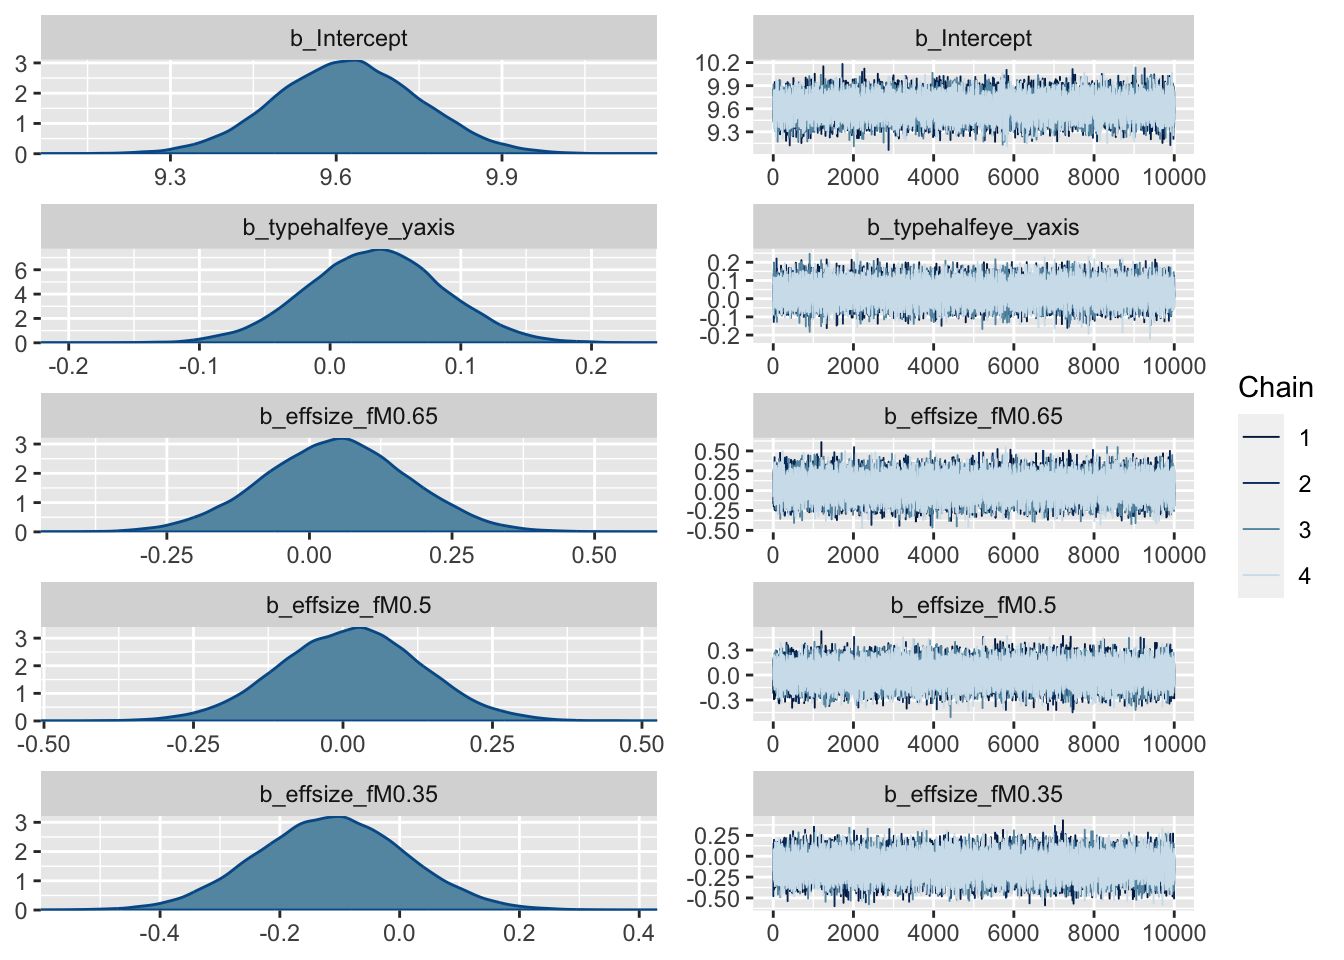 b_Intercept
3
2
1
0
9.3 9.6 9.9
b_Intercept
10.2
9.9
9.6
9.3
0 2000 4000 6000 8000 10000
b_typehalfeye_yaxis
6
4
2
0
-0.2 -0.1 0.0 0.1 0.2
b_typehalfeye_yaxis
0.2
0.1
0.0
-0.1
-0.2
0 2000 4000 6000 8000 10000
b_effsize_fM0.65
3
2
1
0
-0.25 0.00 0.25 0.50
b_effsize_fM0.65
0.50
0.25
0.00
-0.25
-0.50
0 2000 4000 6000 8000 10000
b_effsize_fM0.5
3
2
1
0
-0.50 -0.25 0.00 0.25 0.50
b_effsize_fM0.5
0.3
0.0
-0.3
0 2000 4000 6000 8000 10000
b_effsize_fM0.35
3
2
1
0
-0.4 -0.2 0.0 0.2 0.4
b_effsize_fM0.35
0.25
0.00
-0.25
-0.50
0 2000 4000 6000 8000 10000
Chain
1
2
3
4